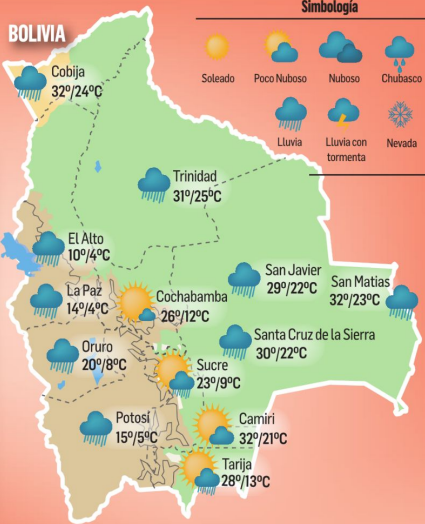 BOLIVIA
Simbología
Soleado
Poco Nuboso
Nuboso
Chubasco
Lluvia
Lluvia con
tormenta
Nevada
Cobija
32º/24ºC
Trinidad
31º/25ºC
El Alto
10º/4ºC
La Paz
14º/4ºC
Cochabamba
26º/12ºC
San Javier
29º/22ºC
San Matias
32º/23ºC
Oruro
20º/8ºC
Santa Cruz de la Sierra
30º/22ºC
Sucre
23º/9ºC
Potosí
15º/5ºC
Camiri
32º/21ºC
Tarija
28º/13ºC